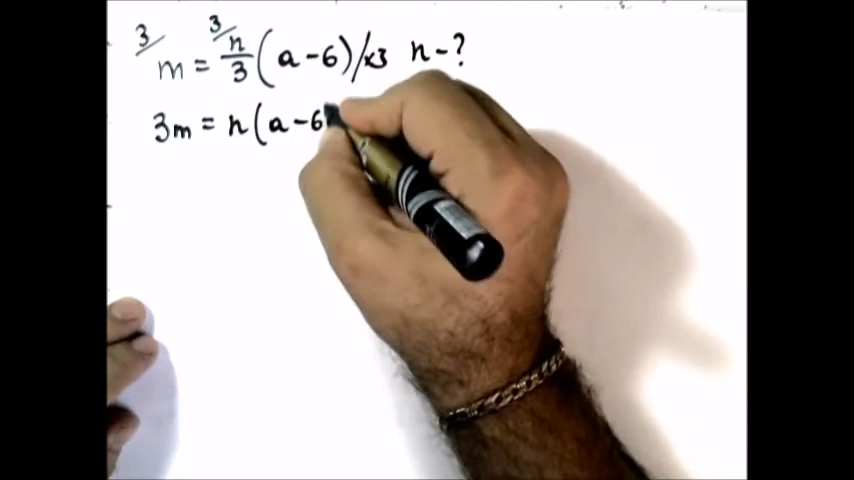 3/ m = 3/ n/3 (a - 6) /x3 n - ?
3m = n (a - 6